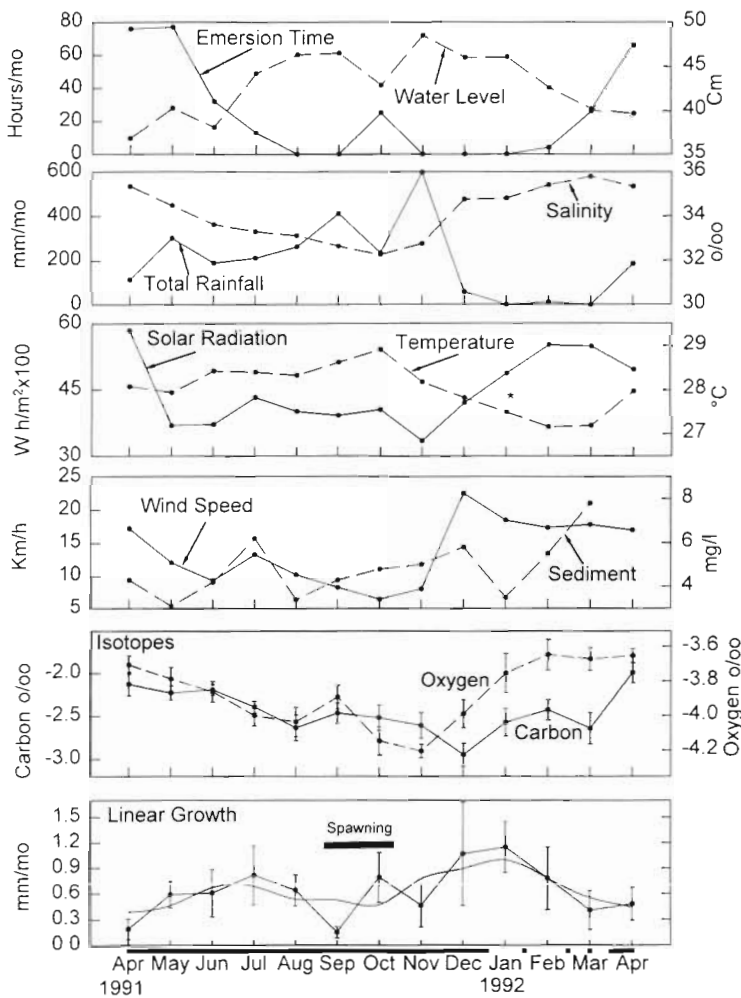 80
60
40
20
0
Hours/mo
Emersion Time
Water Level
50
45
40
35
Cm
600
400
200
0
mm/mo
Total Rainfall
Salinity
36
34
32
30
o/oo
60
45
30
W h/m²x100
Solar Radiation
Temperature
*
29
28
27
°C
25
20
15
10
5
Km/h
Wind Speed
Sediment
8
6
4
mg/l
Isotopes
-2.0
-2.5
-3.0
Carbon o/oo
Oxygen
Carbon
-3.6
-3.8
-4.0
-4.2
Oxygen o/oo
Linear Growth
Spawning
1.5
1.2
0.9
0.6
0.3
0.0
mm/mo
Apr May Jun Jul Aug Sep Oct Nov Dec Jan Feb Mar Apr
1991 1992